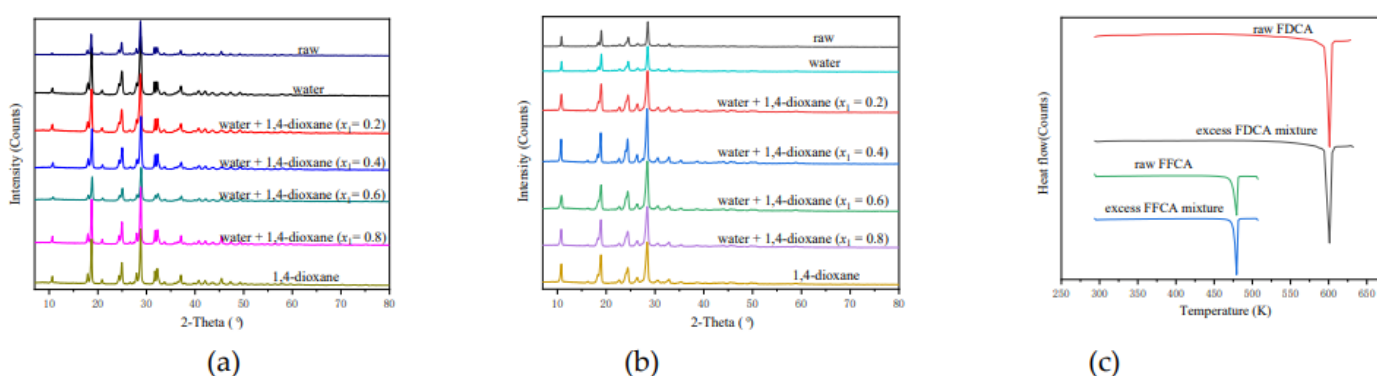 Intensity (Counts)
raw
water
water + 1,4-dioxane (x₁= 0.2)
water + 1,4-dioxane (x₁= 0.4)
water + 1,4-dioxane (x₁= 0.6)
water + 1,4-dioxane (x₁= 0.8)
1,4-dioxane
10 20 30 40 50 60 70 80
2-Theta (°)
(a)
Intensity (Counts)
raw
water
water + 1,4-dioxane (x₁= 0.2)
water + 1,4-dioxane (x₁= 0.4)
water + 1,4-dioxane (x₁= 0.6)
water + 1,4-dioxane (x₁= 0.8)
1,4-dioxane
10 20 30 40 50 60 70 80
2-Theta (°)
(b)
Heat flow(Counts)
raw FDCA
excess FDCA mixture
raw FFCA
excess FFCA mixture
250 300 350 400 450 500 550 600 650
Temperature (K)
(c)